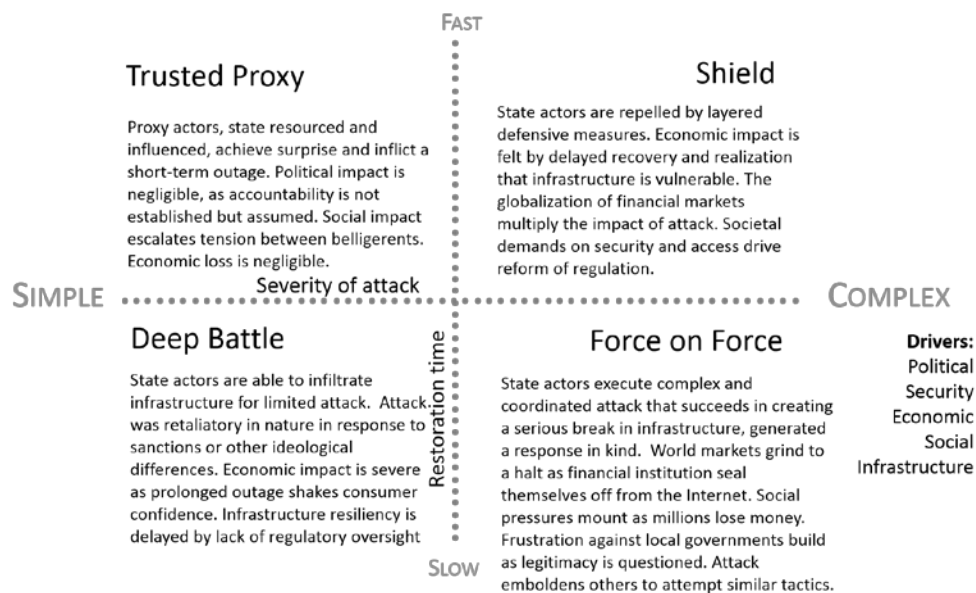 FAST
Trusted Proxy
Proxy actors, state resourced and
influenced, achieve surprise and inflict a
short-term outage. Political impact is
negligible, as accountability is not
established but assumed. Social impact
escalates tension between belligerents.
Economic loss is negligible.
Shield
State actors are repelled by layered
defensive measures. Economic impact is
felt by delayed recovery and realization
that infrastructure is vulnerable. The
globalization of financial markets
multiply the impact of attack. Societal
demands on security and access drive
reform of regulation.
Severity of attack
SIMPLE
COMPLEX
Deep Battle
State actors are able to infiltrate
infrastructure for limited attack. Attack
was retaliatory in nature in response to
sanctions or other ideological
differences. Economic impact is severe
as prolonged outage shakes consumer
confidence. Infrastructure resiliency is
delayed by lack of regulatory oversight
Restoration time
Force on Force
State actors execute complex and
coordinated attack that succeeds in creating
a serious break in infrastructure, generated
a response in kind. World markets grind to
a halt as financial institution seal
themselves off from the Internet. Social
pressures mount as millions lose money.
Frustration against local governments build
as legitimacy is questioned. Attack
emboldens others to attempt similar tactics.
Drivers:
Political
Security
Economic
Social
Infrastructure
SLOW